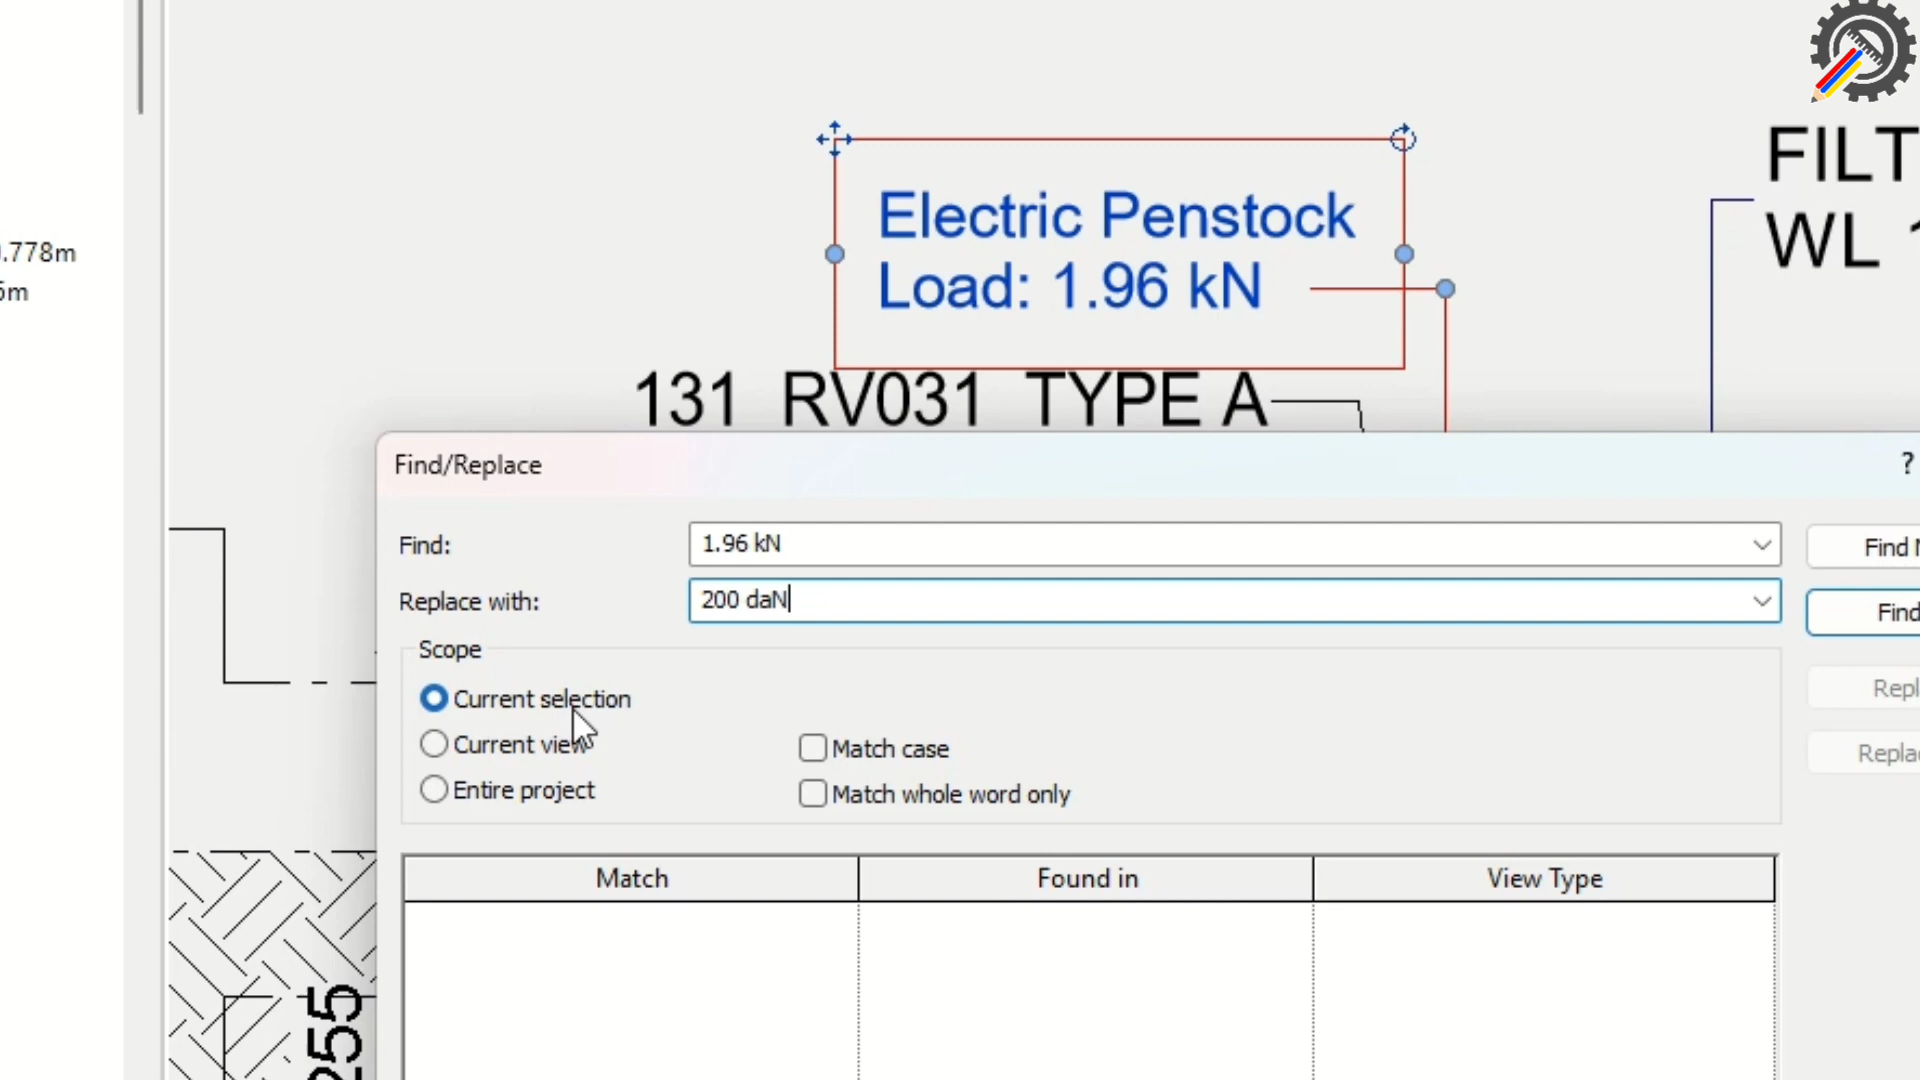 .778m
5m
FILT
WL 1
Electric Penstock
Load: 1.96 kN
131 RV031 TYPE A
Find/Replace
?
Find: 1.96 kN
Find N
Replace with: 200 daN
Find
Scope
Current selection
Current view
Entire project
Match case
Match whole word only
Repl
Replac
Match Found in View Type
255